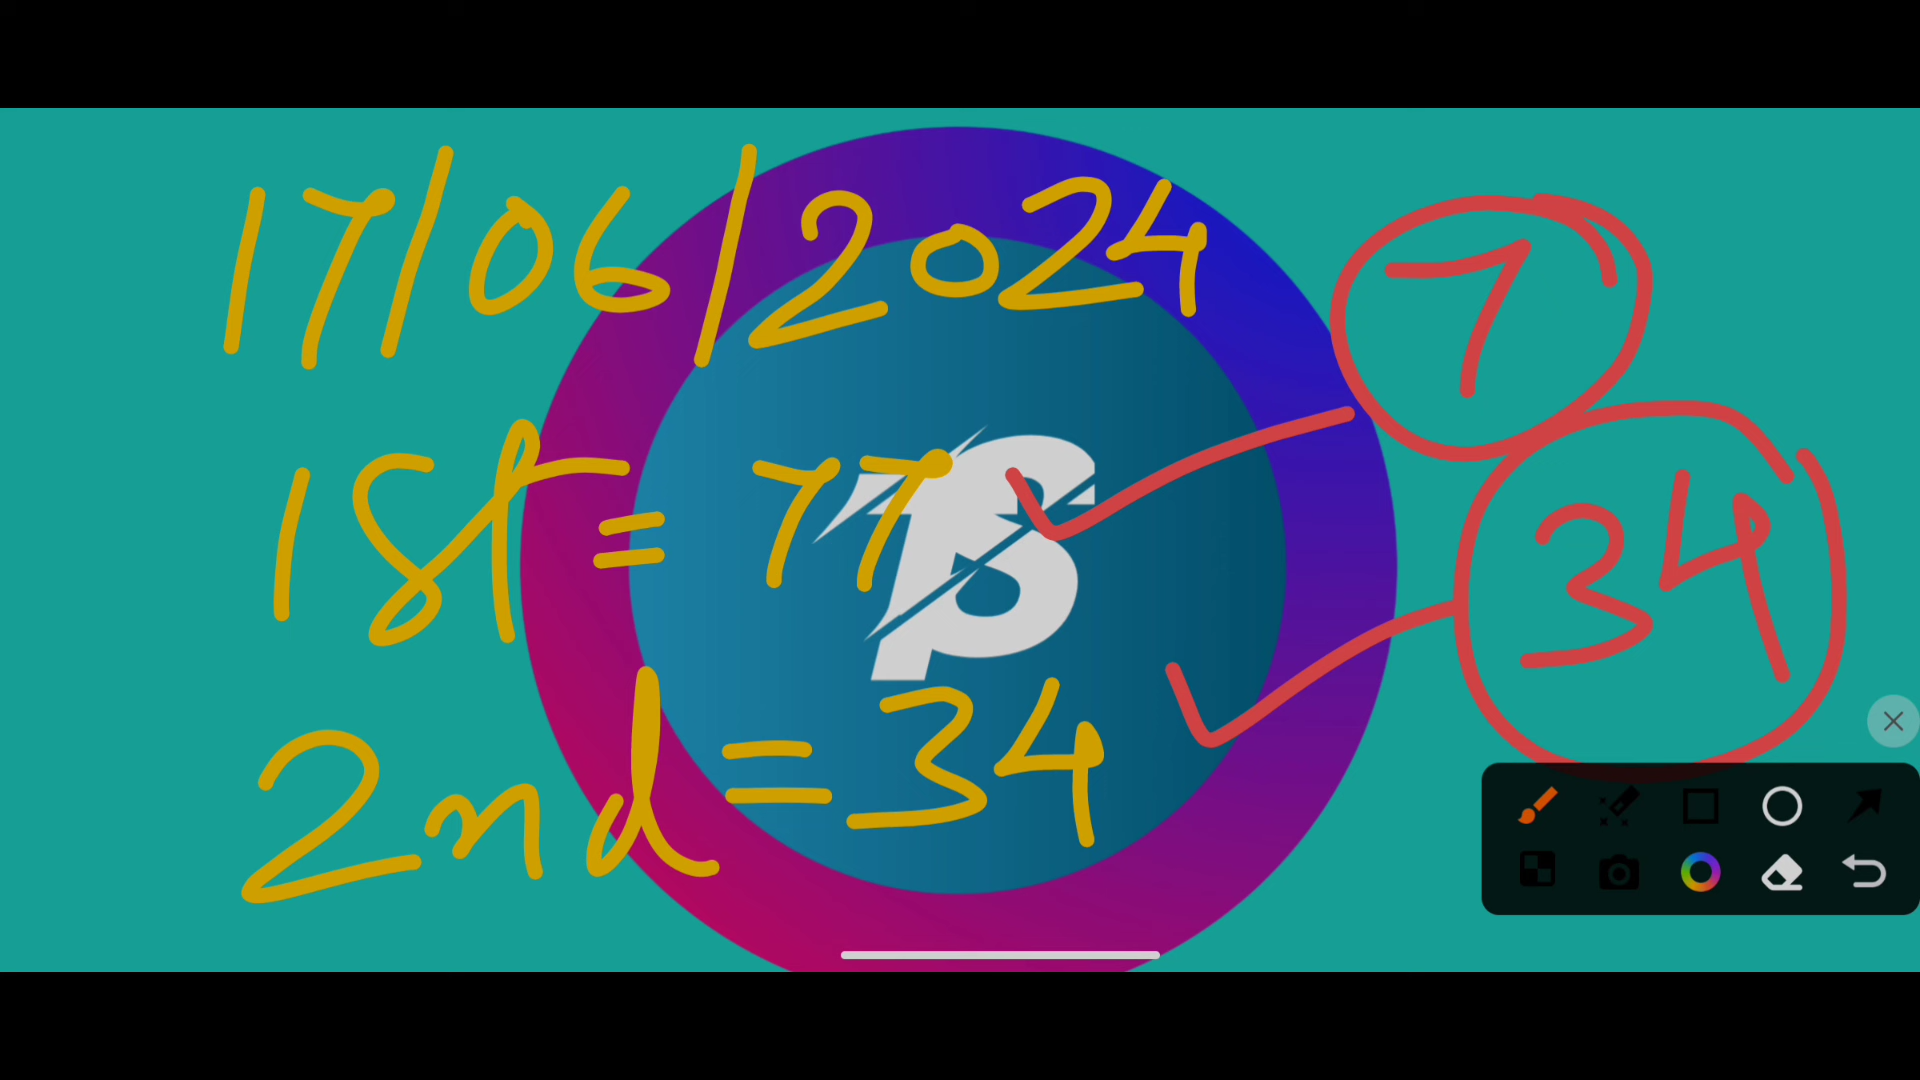 17/06/2024
7
1st = 77
34
2nd = 34